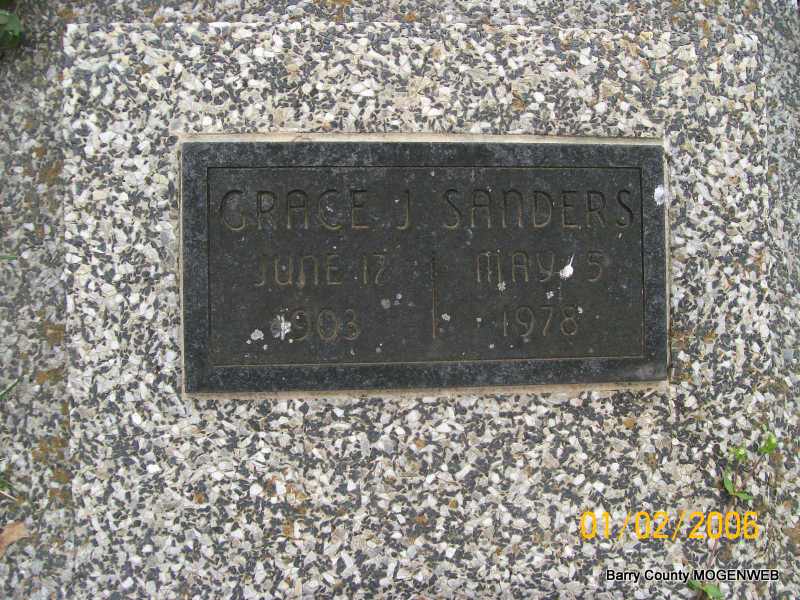 GRACE J SANDERS
JUNE 17 MAY 5
1903 1978
01/02/2006
Barry County MOGENWEB